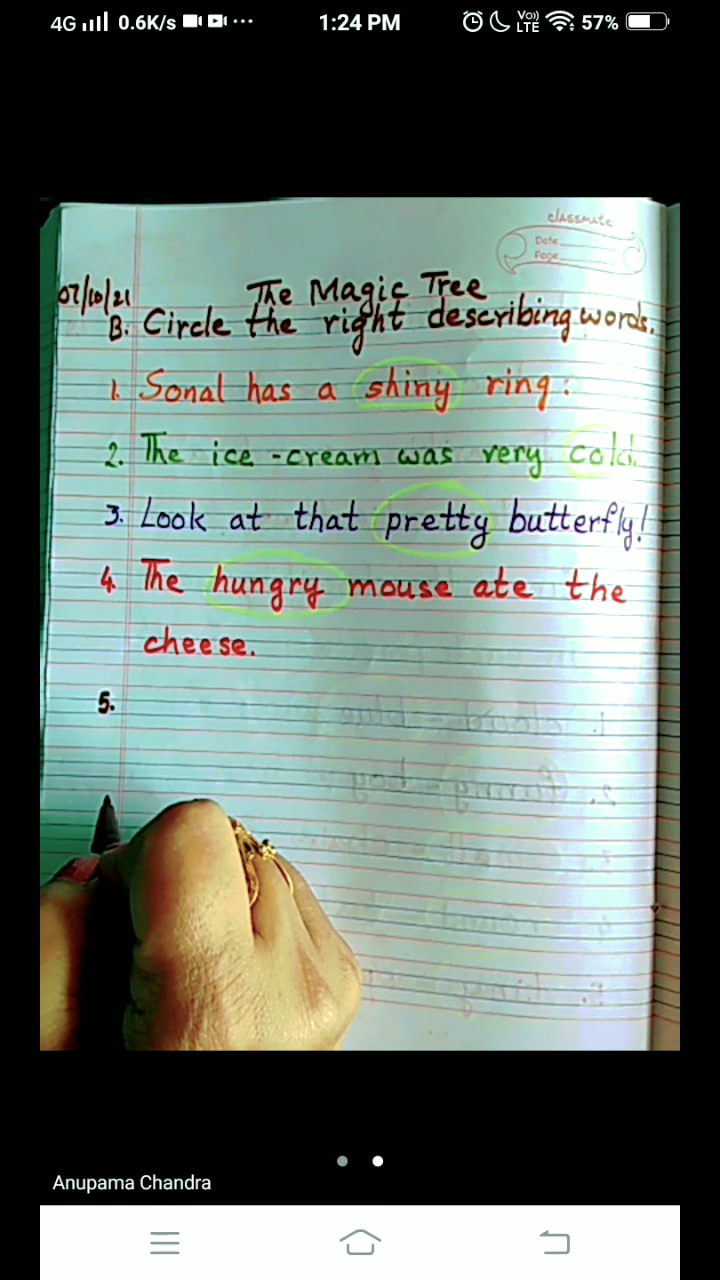 4G 0.6K/s ... 1:24 PM Vo) LTE 57%
classmate
Date
Page
07/10/21 The Magic Tree
B. Circle the right describing words.
1. Sonal has a shiny ring.
2. The ice-cream was very cold.
3. Look at that pretty butterfly!
4. The hungry mouse ate the
cheese.
5.
Anupama Chandra